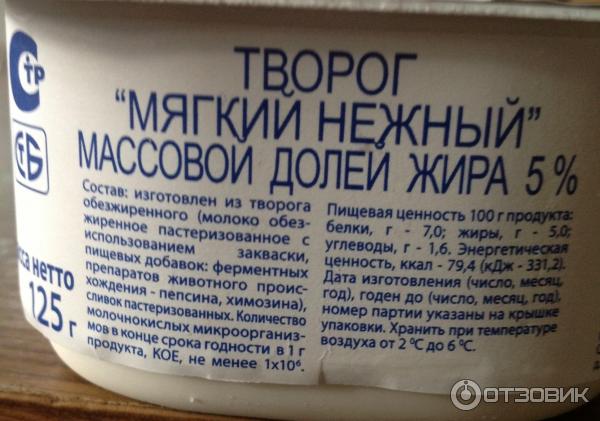 ТВОРОГ
“МЯГКИЙ НЕЖНЫЙ”
МАССОВОЙ ДОЛЕЙ ЖИРА 5 %
СТР
СТБ
нетто
125 г
Состав: изготовлен из творога
обезжиренного (молоко обез-
жиренное пастеризованное с
использованием закваски,
пищевых добавок: ферментных
препаратов животного проис-
хождения - пепсина, химозина),
сливок пастеризованных. Количество
молочнокислых микроорганиз-
мов в конце срока годности в 1 г
продукта, КОЕ, не менее 1х10⁶.
Пищевая ценность 100 г продукта:
белки, г - 7,0; жиры, г - 5,0;
углеводы, г - 1,6. Энергетическая
ценность, ккал - 79,4 (кДж - 331,2).
Дата изготовления (число, месяц,
год), годен до (число, месяц, год),
номер партии указаны на крышке
упаковки. Хранить при температуре
воздуха от 2 °С до 6 °С.
ОТЗОВИК